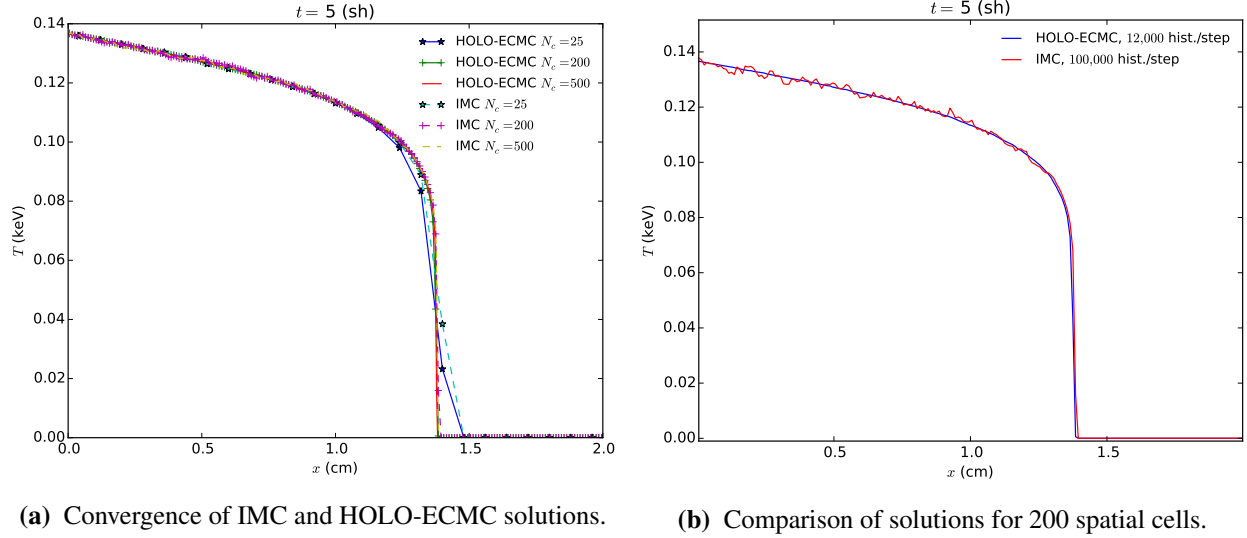 t = 5 (sh)
0.14
0.12
0.10
0.08
0.06
0.04
0.02
0.00
T (keV)
0.0
0.5
1.0
1.5
2.0
x (cm)
HOLO-ECMC N_c = 25
HOLO-ECMC N_c = 200
HOLO-ECMC N_c = 500
IMC N_c = 25
IMC N_c = 200
IMC N_c = 500
(a) Convergence of IMC and HOLO-ECMC solutions.
t = 5 (sh)
0.14
0.12
0.10
0.08
0.06
0.04
0.02
0.00
T (keV)
0.5
1.0
1.5
x (cm)
HOLO-ECMC, 12,000 hist./step
IMC, 100,000 hist./step
(b) Comparison of solutions for 200 spatial cells.